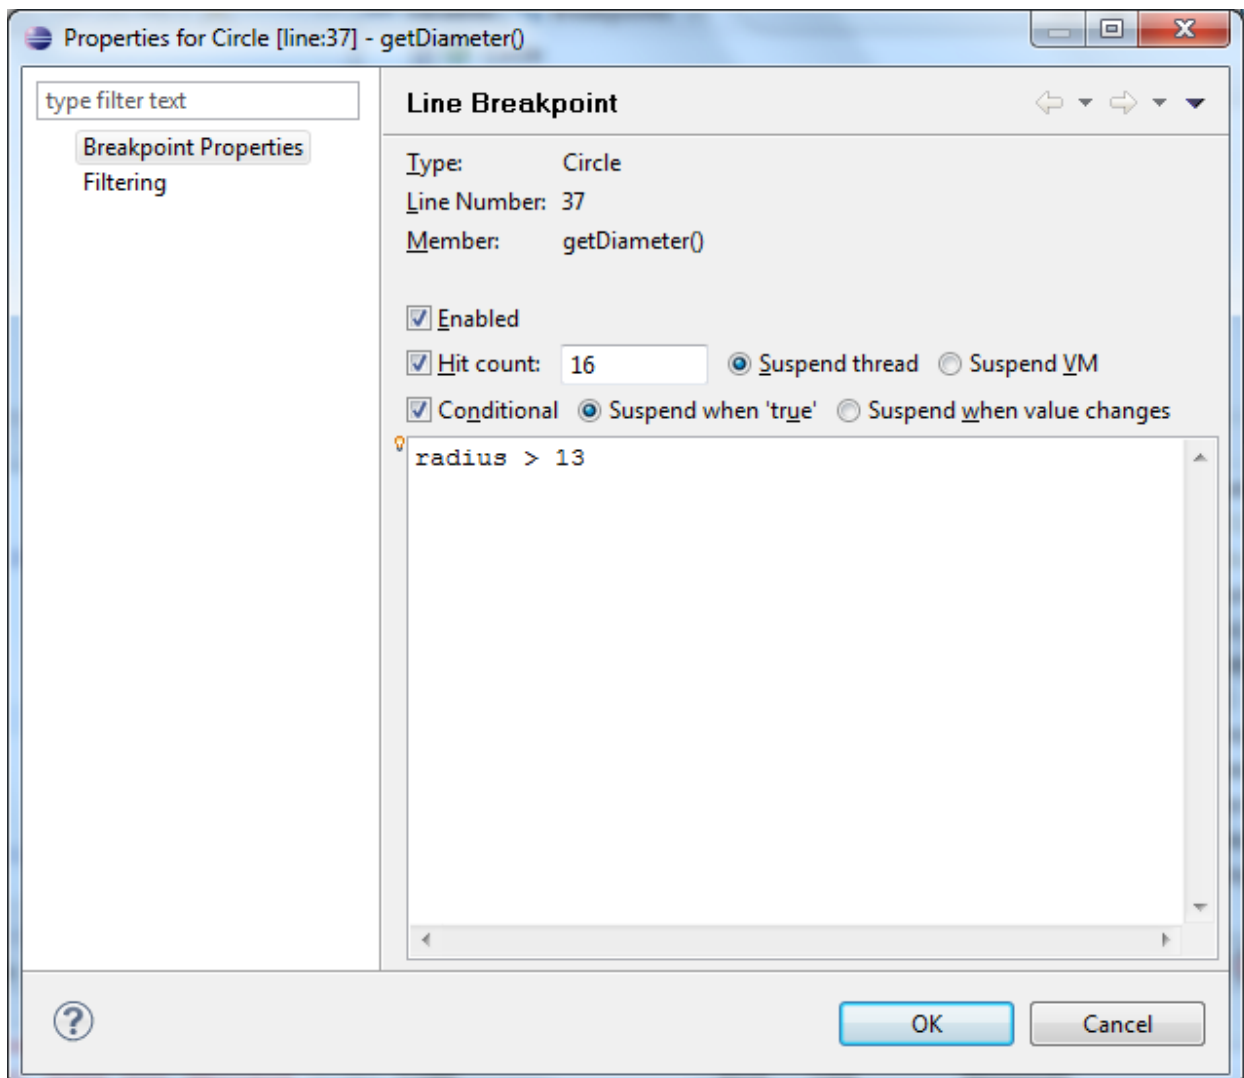 Properties for Circle [line:37] - getDiameter()
type filter text
Breakpoint Properties
Filtering
Line Breakpoint
Type: Circle
Line Number: 37
Member: getDiameter()
Enabled
Hit count: 16 Suspend thread Suspend VM
Conditional Suspend when 'true' Suspend when value changes
radius > 13
OK Cancel